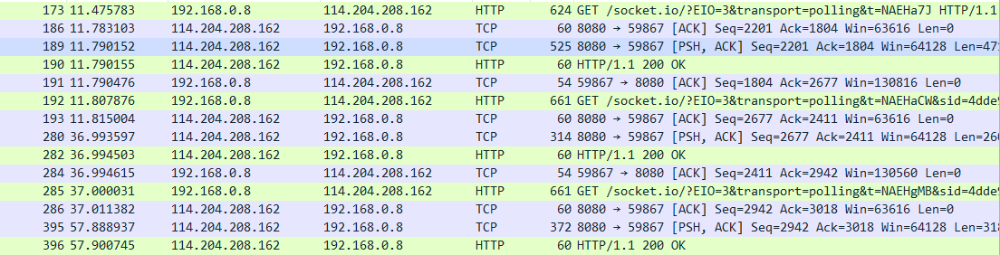 173 11.475783 192.168.0.8 114.204.208.162 HTTP 624 GET /socket.io/?EIO=3&transport=polling&t=NAEHa7J HTTP/1.1
186 11.783103 114.204.208.162 192.168.0.8 TCP 60 8080 → 59867 [ACK] Seq=2201 Ack=1804 Win=63616 Len=0
189 11.790152 114.204.208.162 192.168.0.8 TCP 525 8080 → 59867 [PSH, ACK] Seq=2201 Ack=1804 Win=64128 Len=47
190 11.790155 114.204.208.162 192.168.0.8 HTTP 60 HTTP/1.1 200 OK
191 11.790476 192.168.0.8 114.204.208.162 TCP 54 59867 → 8080 [ACK] Seq=1804 Ack=2677 Win=130816 Len=0
192 11.807876 192.168.0.8 114.204.208.162 HTTP 661 GET /socket.io/?EIO=3&transport=polling&t=NAEHaCW&sid=4dde
193 11.815004 114.204.208.162 192.168.0.8 TCP 60 8080 → 59867 [ACK] Seq=2677 Ack=2411 Win=63616 Len=0
280 36.993597 114.204.208.162 192.168.0.8 TCP 314 8080 → 59867 [PSH, ACK] Seq=2677 Ack=2411 Win=64128 Len=26
282 36.994503 114.204.208.162 192.168.0.8 HTTP 60 HTTP/1.1 200 OK
284 36.994615 192.168.0.8 114.204.208.162 TCP 54 59867 → 8080 [ACK] Seq=2411 Ack=2942 Win=130560 Len=0
285 37.000031 192.168.0.8 114.204.208.162 HTTP 661 GET /socket.io/?EIO=3&transport=polling&t=NAEHgMB&sid=4dde
286 37.011382 114.204.208.162 192.168.0.8 TCP 60 8080 → 59867 [ACK] Seq=2942 Ack=3018 Win=63616 Len=0
395 57.888937 114.204.208.162 192.168.0.8 TCP 372 8080 → 59867 [PSH, ACK] Seq=2942 Ack=3018 Win=64128 Len=31
396 57.900745 114.204.208.162 192.168.0.8 HTTP 60 HTTP/1.1 200 OK